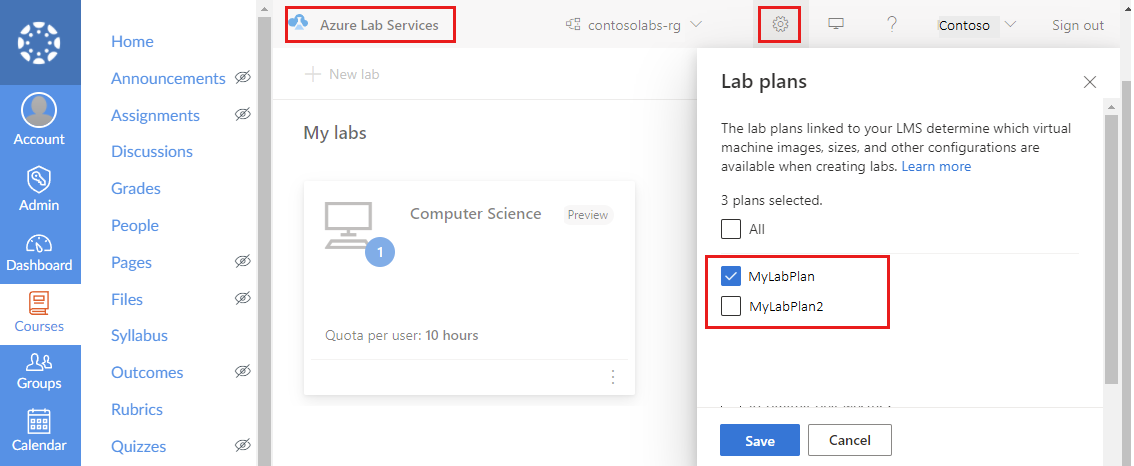 Account
Admin
Dashboard
Courses
Groups
Calendar
Home
Announcements
Assignments
Discussions
Grades
People
Pages
Files
Syllabus
Outcomes
Rubrics
Quizzes
Azure Lab Services
contosolabs-rg
?
Contoso
Sign out
+ New lab
My labs
Computer Science
Preview
1
Quota per user: 10 hours
Lab plans
The lab plans linked to your LMS determine which virtual
machine images, sizes, and other configurations are
available when creating labs. Learn more
3 plans selected.
All
MyLabPlan
MyLabPlan2
Save
Cancel